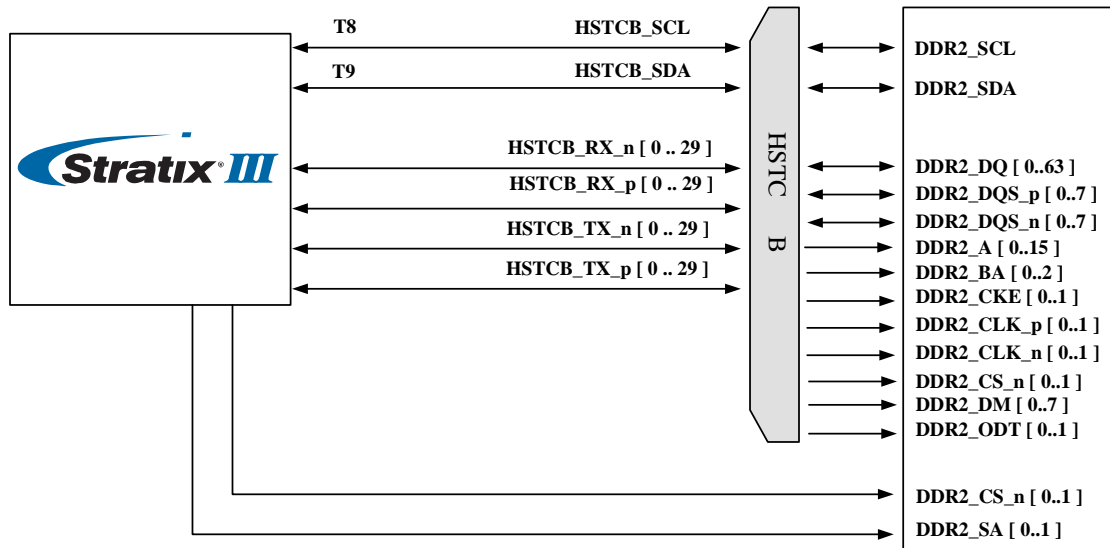 T8
HSTCB_SCL
T9
HSTCB_SDA
Stratix® III
HSTCB_RX_n [ 0 .. 29 ]
HSTCB_RX_p [ 0 .. 29 ]
HSTCB_TX_n [ 0 .. 29 ]
HSTCB_TX_p [ 0 .. 29 ]
HSTC B
DDR2_SCL
DDR2_SDA
DDR2_DQ [ 0..63 ]
DDR2_DQS_p [ 0..7 ]
DDR2_DQS_n [ 0..7 ]
DDR2_A [ 0..15 ]
DDR2_BA [ 0..2 ]
DDR2_CKE [ 0..1 ]
DDR2_CLK_p [ 0..1 ]
DDR2_CLK_n [ 0..1 ]
DDR2_CS_n [ 0..1 ]
DDR2_DM [ 0..7 ]
DDR2_ODT [ 0..1 ]
DDR2_CS_n [ 0..1 ]
DDR2_SA [ 0..1 ]